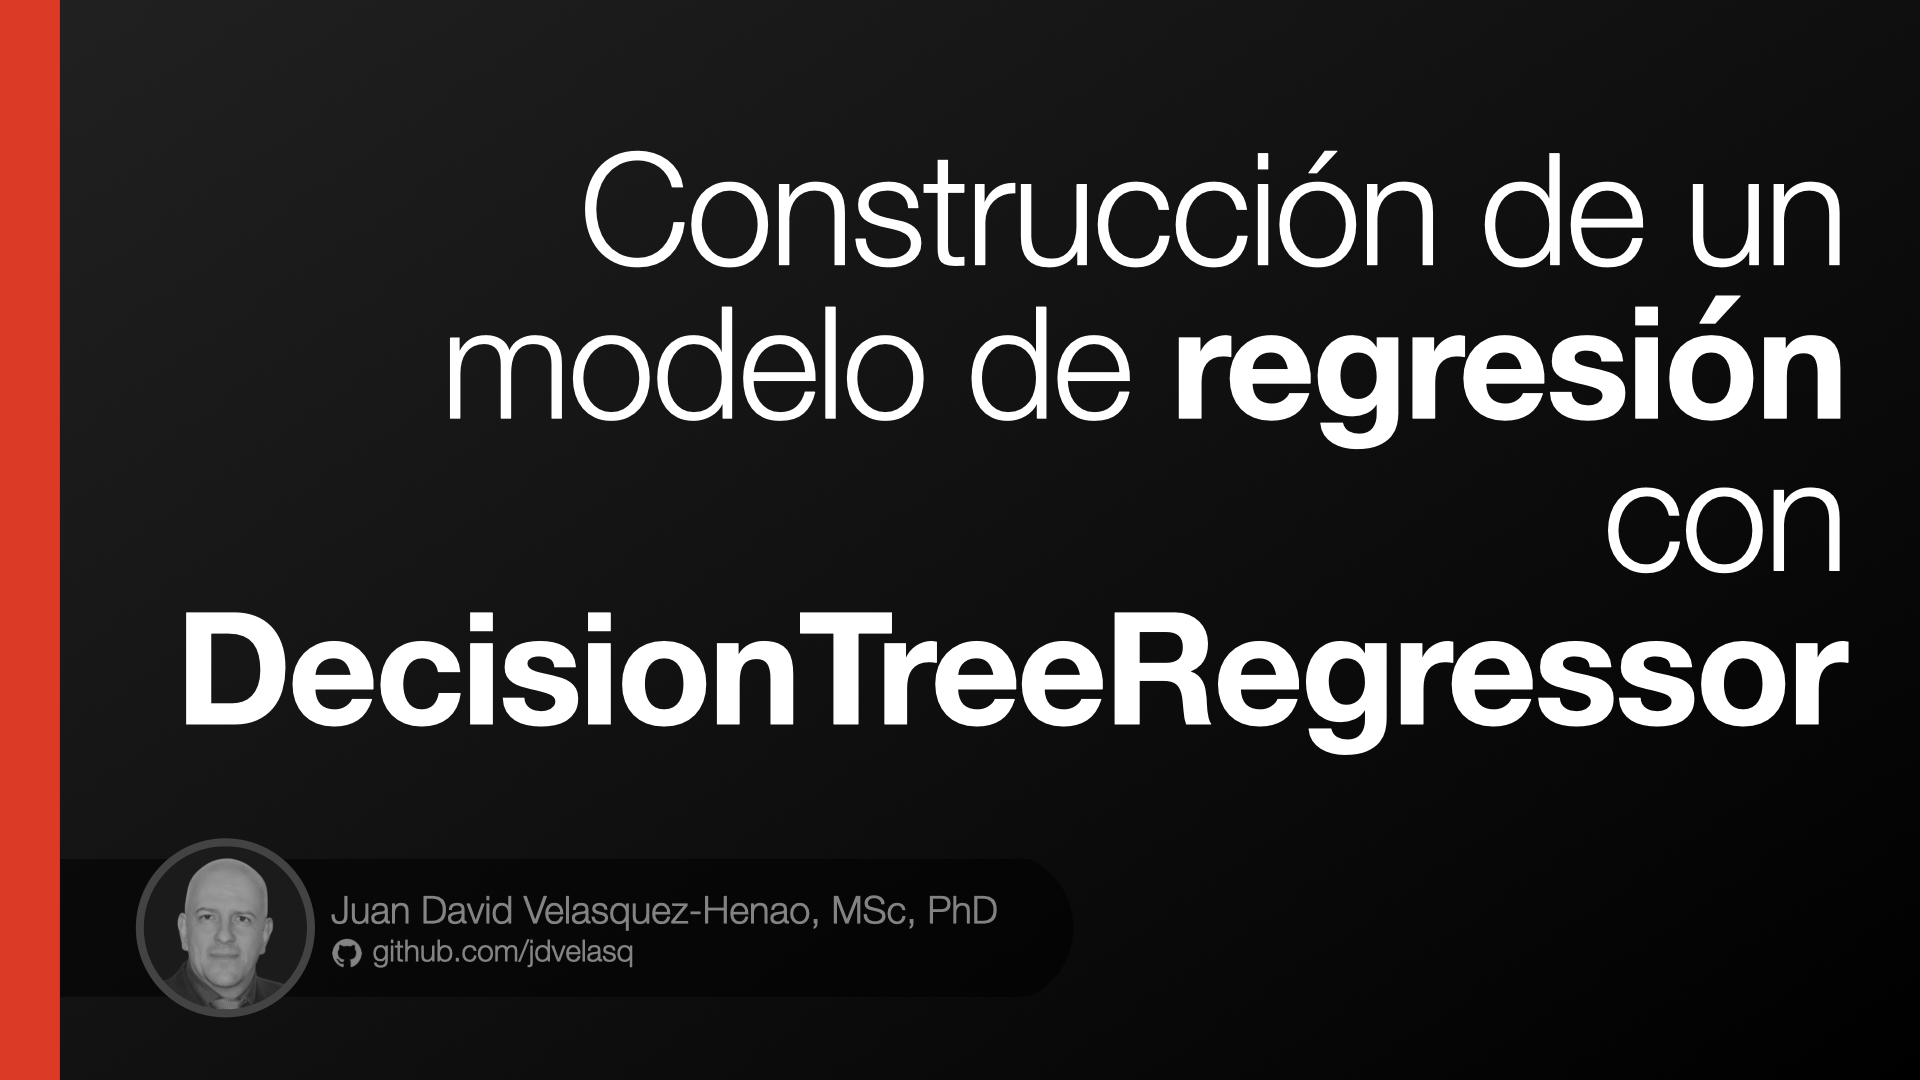 Construcción de un
modelo de regresión
con
DecisionTreeRegressor
Juan David Velasquez-Henao, MSc, PhD
github.com/jdvelasq